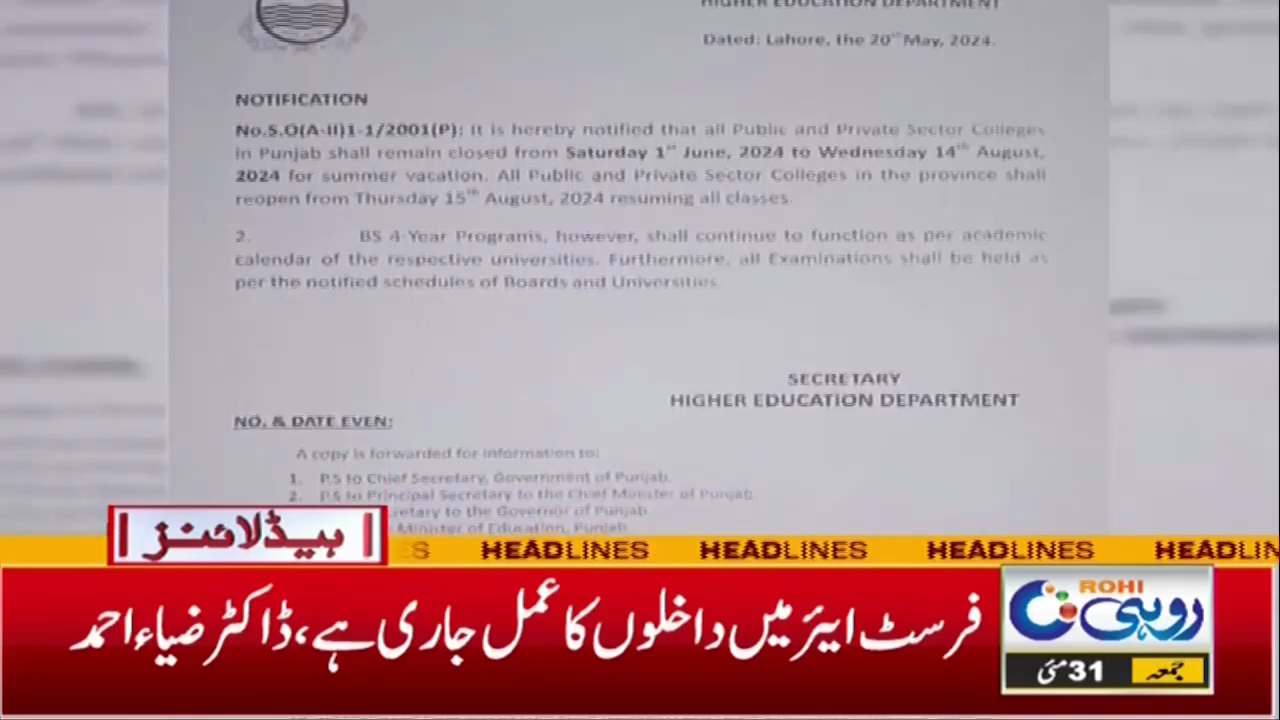 HIGHER EDUCATION DEPARTMENT
Dated: Lahore, the 20th May, 2024.
NOTIFICATION
No.S.O(A-II)1-1/2001(P): It is hereby notified that all Public and Private Sector Colleges
in Punjab shall remain closed from Saturday 1st June, 2024 to Wednesday 14th August,
2024 for summer vacation. All Public and Private Sector Colleges in the province shall
reopen from Thursday 15th August, 2024 resuming all classes.
2. BS 4-Year Programs, however, shall continue to function as per academic
calendar of the respective universities. Furthermore, all Examinations shall be held as
per the notified schedules of Boards and Universities.
SECRETARY
HIGHER EDUCATION DEPARTMENT
NO. & DATE EVEN:
A copy is forwarded for information to:
1. P.S to Chief Secretary, Government of Punjab.
2. P.S to Principal Secretary to the Chief Minister of Punjab
retary to the Governor of Punjab.
Minister of Education, Punjab
ہیڈلائنز
ES HEADLINES HEADLINES HEADLINES HEADLIN
فرسٹ ایئر میں داخلوں کا عمل جاری ہے، ڈاکٹر ضیاء احمد
ROHI
روہی
جمعہ 31 مئی